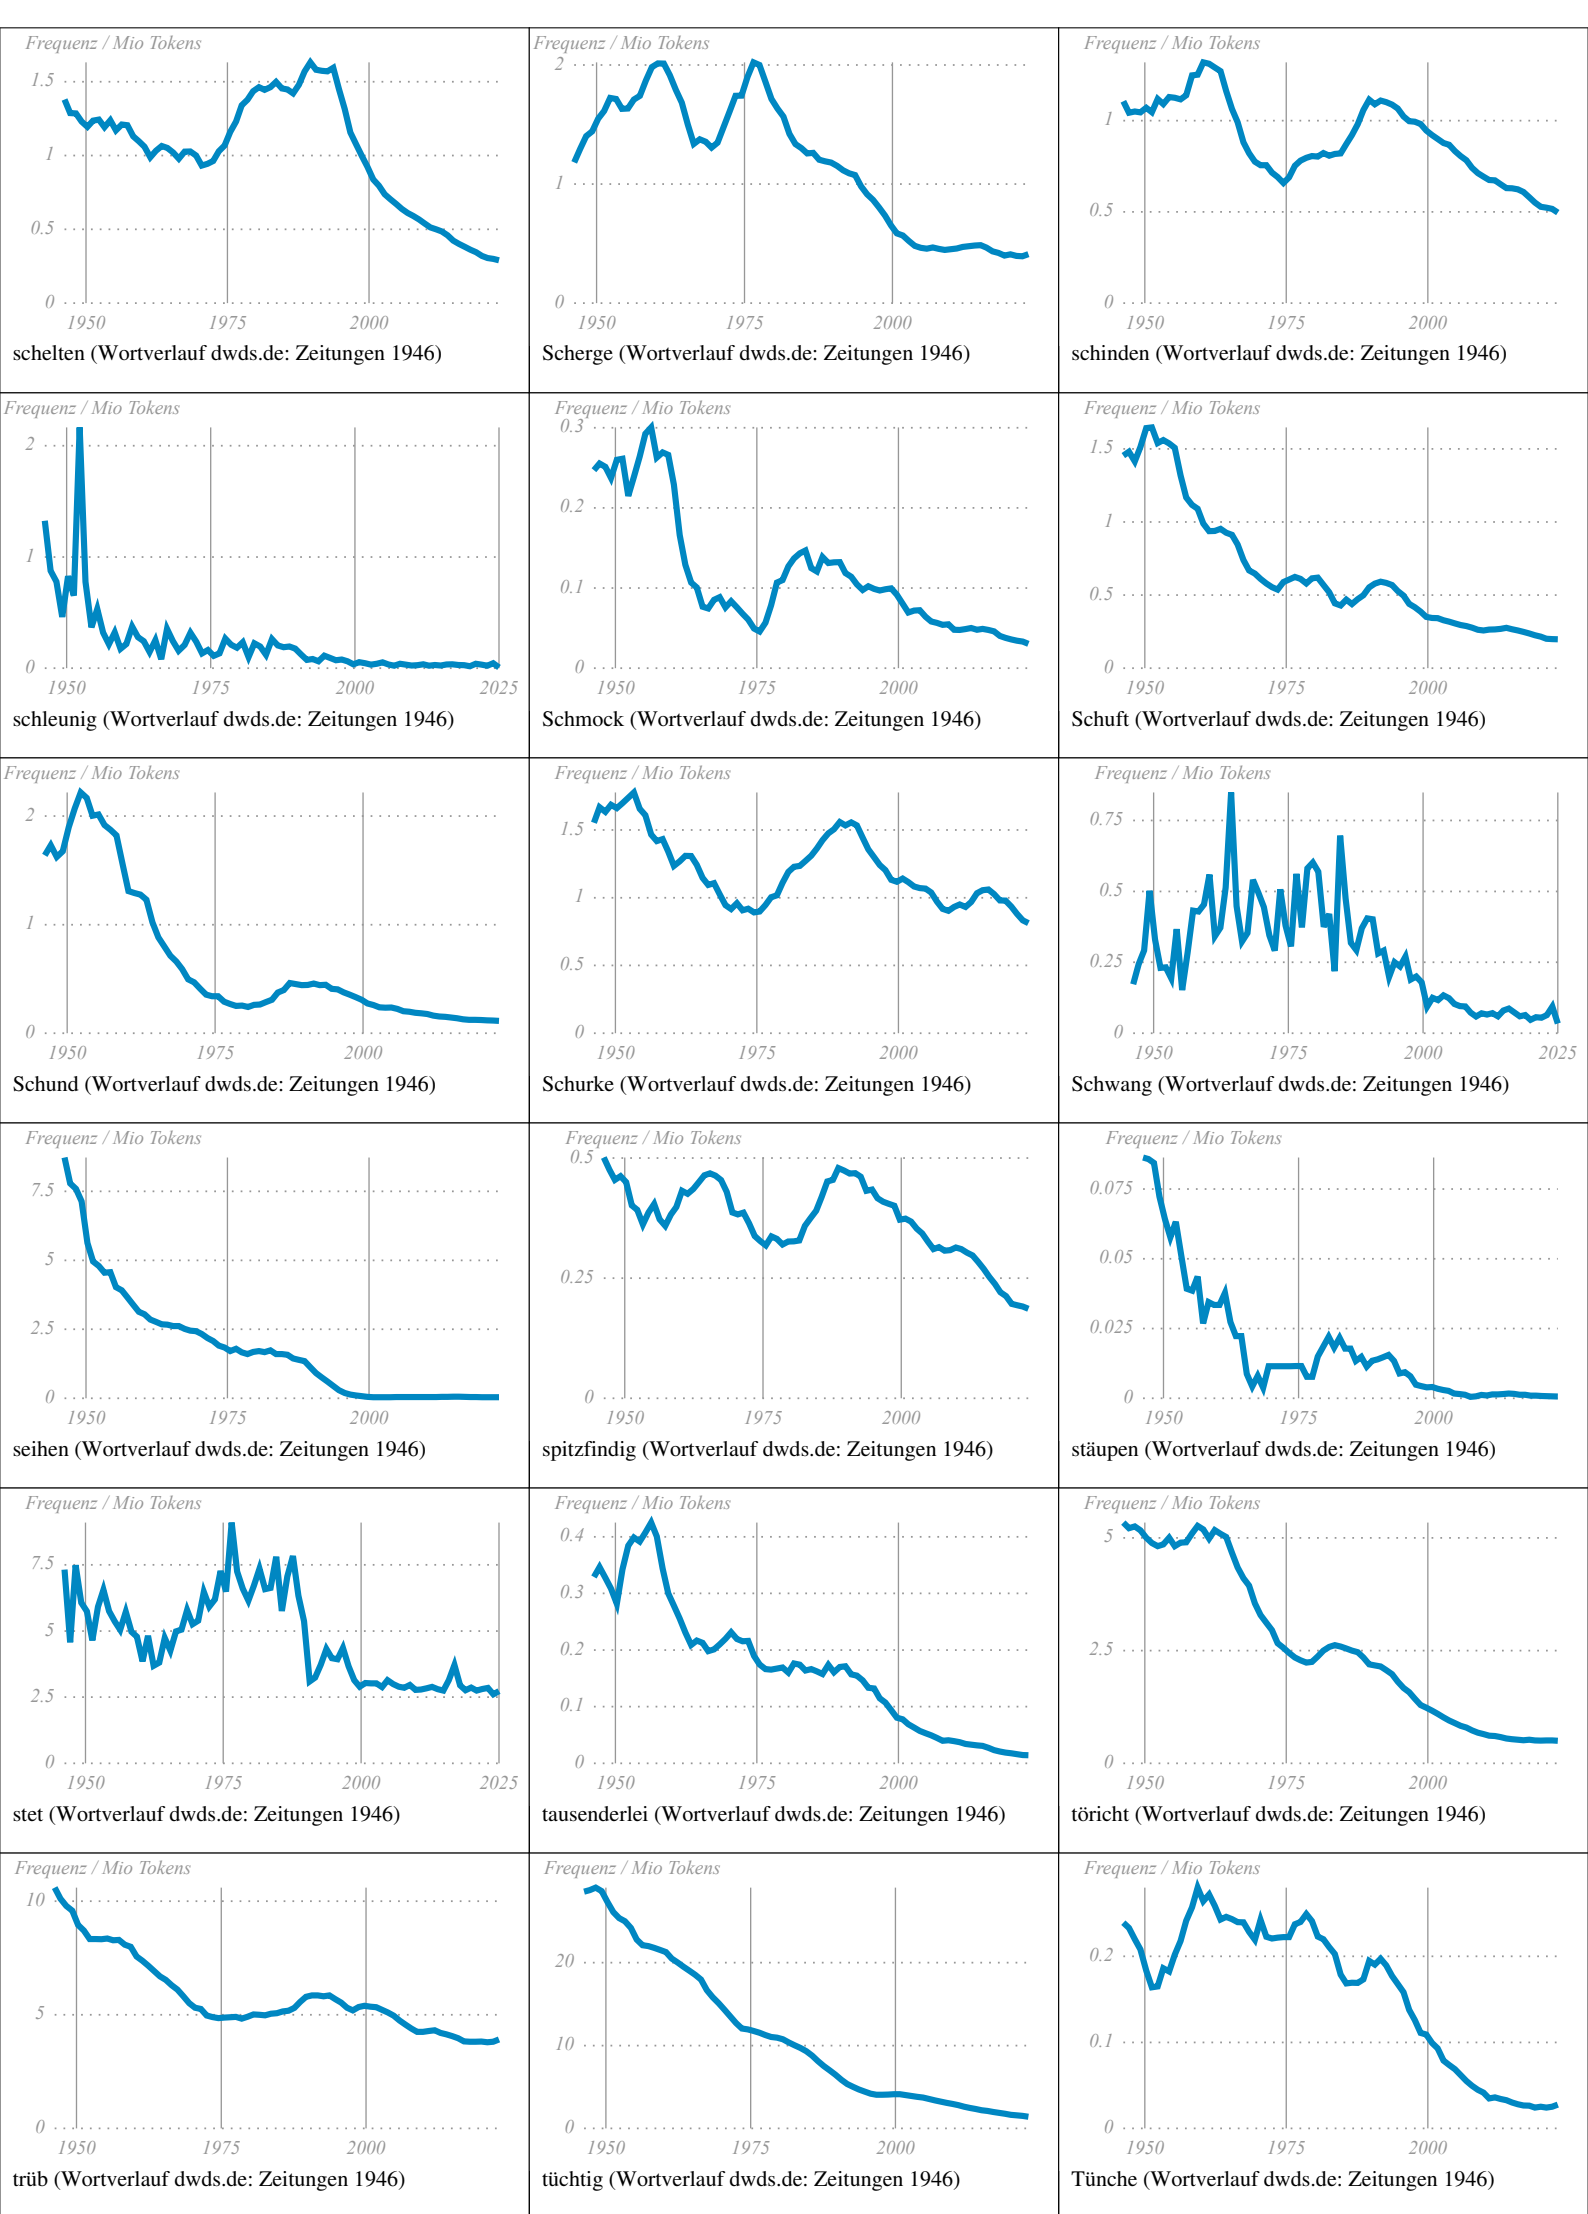 Frequenz / Mio Tokens
1.5
1
0.5
0
1950 1975 2000
schelten (Wortverlauf dwds.de: Zeitungen 1946)
Frequenz / Mio Tokens
2
1
0
1950 1975 2000
Scherge (Wortverlauf dwds.de: Zeitungen 1946)
Frequenz / Mio Tokens
1
0.5
0
1950 1975 2000
schinden (Wortverlauf dwds.de: Zeitungen 1946)
Frequenz / Mio Tokens
2
1
0
1950 1975 2000 2025
schleunig (Wortverlauf dwds.de: Zeitungen 1946)
Frequenz / Mio Tokens
0.3
0.2
0.1
0
1950 1975 2000
Schmock (Wortverlauf dwds.de: Zeitungen 1946)
Frequenz / Mio Tokens
1.5
1
0.5
0
1950 1975 2000
Schuft (Wortverlauf dwds.de: Zeitungen 1946)
Frequenz / Mio Tokens
2
1
0
1950 1975 2000
Schund (Wortverlauf dwds.de: Zeitungen 1946)
Frequenz / Mio Tokens
1.5
1
0.5
0
1950 1975 2000
Schurke (Wortverlauf dwds.de: Zeitungen 1946)
Frequenz / Mio Tokens
0.75
0.5
0.25
0
1950 1975 2000 2025
Schwang (Wortverlauf dwds.de: Zeitungen 1946)
Frequenz / Mio Tokens
7.5
5
2.5
0
1950 1975 2000
seihen (Wortverlauf dwds.de: Zeitungen 1946)
Frequenz / Mio Tokens
0.5
0.25
0
1950 1975 2000
spitzfindig (Wortverlauf dwds.de: Zeitungen 1946)
Frequenz / Mio Tokens
0.075
0.05
0.025
0
1950 1975 2000
stäupen (Wortverlauf dwds.de: Zeitungen 1946)
Frequenz / Mio Tokens
7.5
5
2.5
0
1950 1975 2000 2025
stet (Wortverlauf dwds.de: Zeitungen 1946)
Frequenz / Mio Tokens
0.4
0.3
0.2
0.1
0
1950 1975 2000
tausenderlei (Wortverlauf dwds.de: Zeitungen 1946)
Frequenz / Mio Tokens
5
2.5
0
1950 1975 2000
töricht (Wortverlauf dwds.de: Zeitungen 1946)
Frequenz / Mio Tokens
10
5
0
1950 1975 2000
trüb (Wortverlauf dwds.de: Zeitungen 1946)
Frequenz / Mio Tokens
20
10
0
1950 1975 2000
tüchtig (Wortverlauf dwds.de: Zeitungen 1946)
Frequenz / Mio Tokens
0.2
0.1
0
1950 1975 2000
Tünche (Wortverlauf dwds.de: Zeitungen 1946)